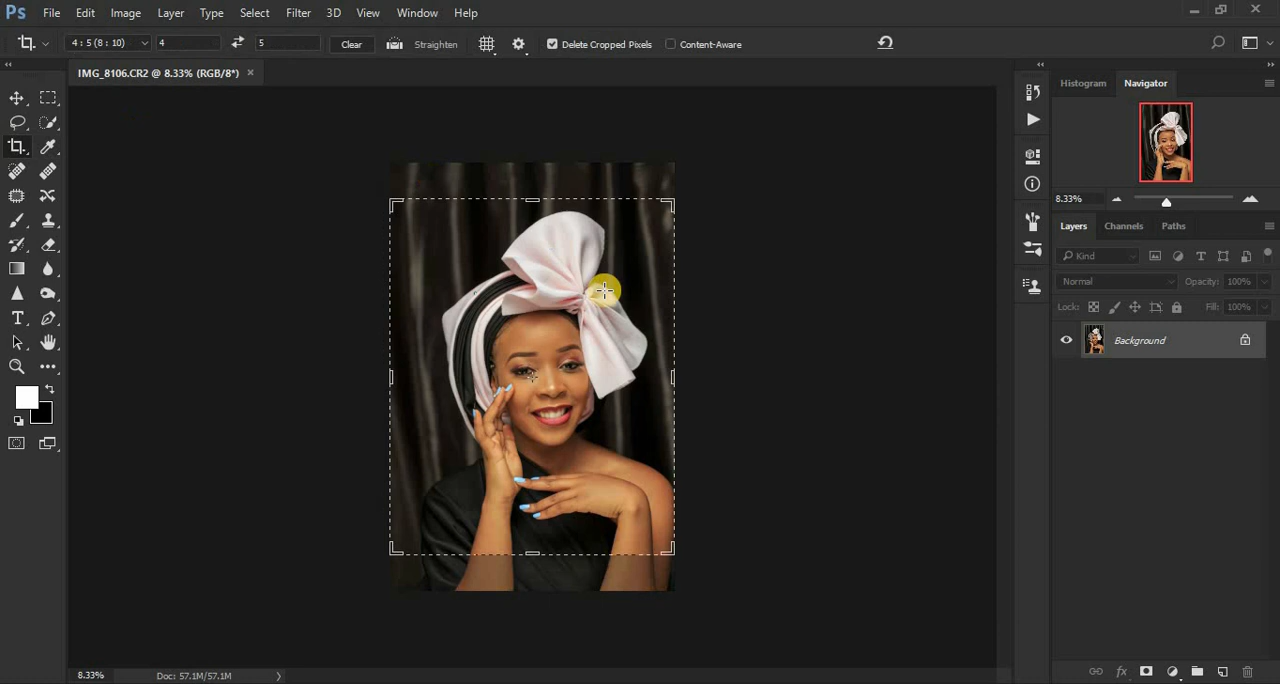 Ps File Edit Image Layer Type Select Filter 3D View Window Help
4 : 5 (8 : 10) 4 5 Clear Straighten Delete Cropped Pixels Content-Aware
IMG_8106.CR2 @ 8.33% (RGB/8*) ×
Histogram Navigator
8.33%
Layers Channels Paths
Kind
Normal Opacity: 100%
Lock: Fill: 100%
Background
8.33% Doc: 57.1M/57.1M